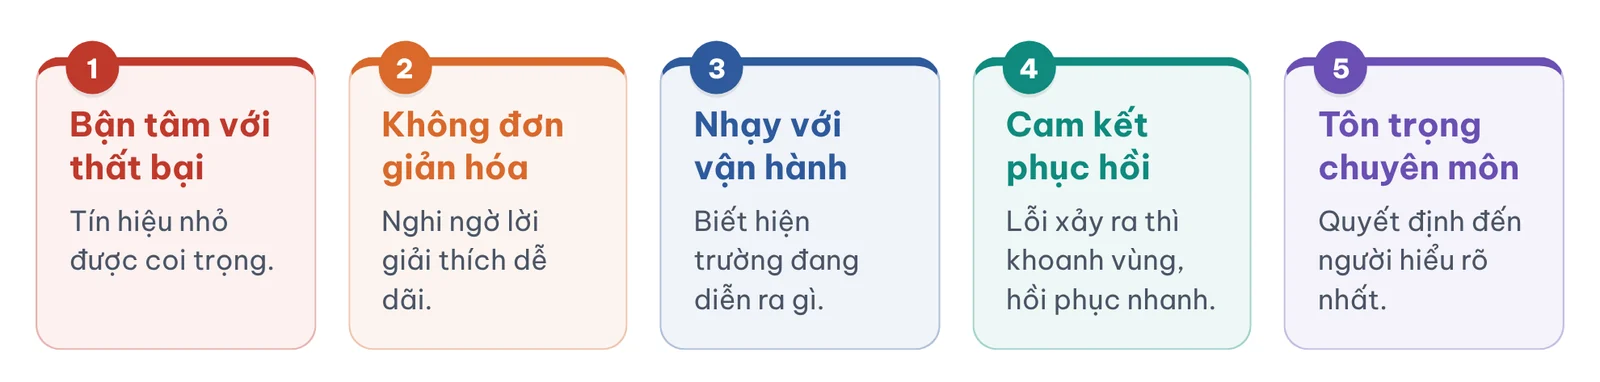 1
Bận tâm với
thất bại
Tín hiệu nhỏ
được coi trọng.
2
Không đơn
giản hóa
Nghi ngờ lời
giải thích dễ
dãi.
3
Nhạy với
vận hành
Biết hiện
trường đang
diễn ra gì.
4
Cam kết
phục hồi
Lỗi xảy ra thì
khoanh vùng,
hồi phục nhanh.
5
Tôn trọng
chuyên môn
Quyết định đến
người hiểu rõ
nhất.